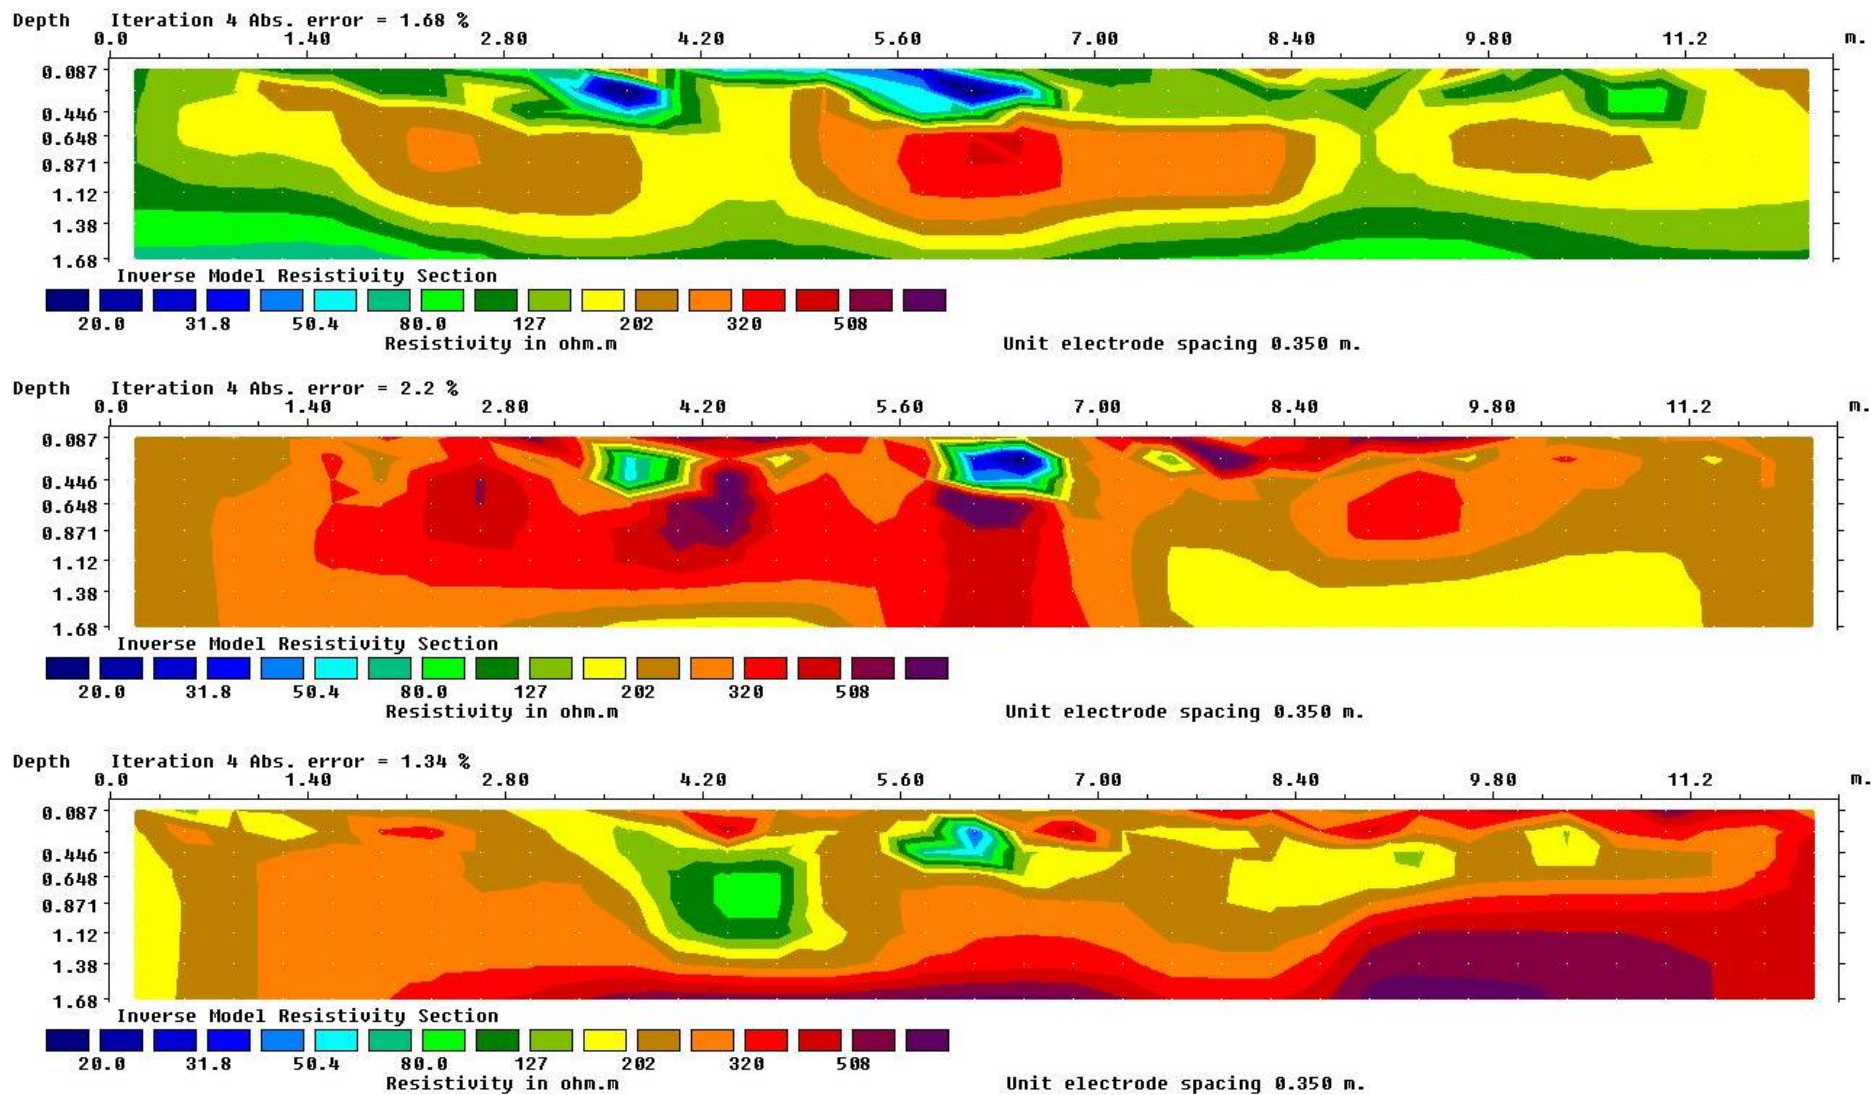 Depth Iteration 4 Abs. error = 1.68 %
0.0 1.40 2.80 4.20 5.60 7.00 8.40 9.80 11.2 m.
0.087
0.446
0.648
0.871
1.12
1.38
1.68
Inverse Model Resistivity Section
20.0 31.8 50.4 80.0 127 202 320 508
Resistivity in ohm.m Unit electrode spacing 0.350 m.
Depth Iteration 4 Abs. error = 2.2 %
0.0 1.40 2.80 4.20 5.60 7.00 8.40 9.80 11.2 m.
0.087
0.446
0.648
0.871
1.12
1.38
1.68
Inverse Model Resistivity Section
20.0 31.8 50.4 80.0 127 202 320 508
Resistivity in ohm.m Unit electrode spacing 0.350 m.
Depth Iteration 4 Abs. error = 1.34 %
0.0 1.40 2.80 4.20 5.60 7.00 8.40 9.80 11.2 m.
0.087
0.446
0.648
0.871
1.12
1.38
1.68
Inverse Model Resistivity Section
20.0 31.8 50.4 80.0 127 202 320 508
Resistivity in ohm.m Unit electrode spacing 0.350 m.